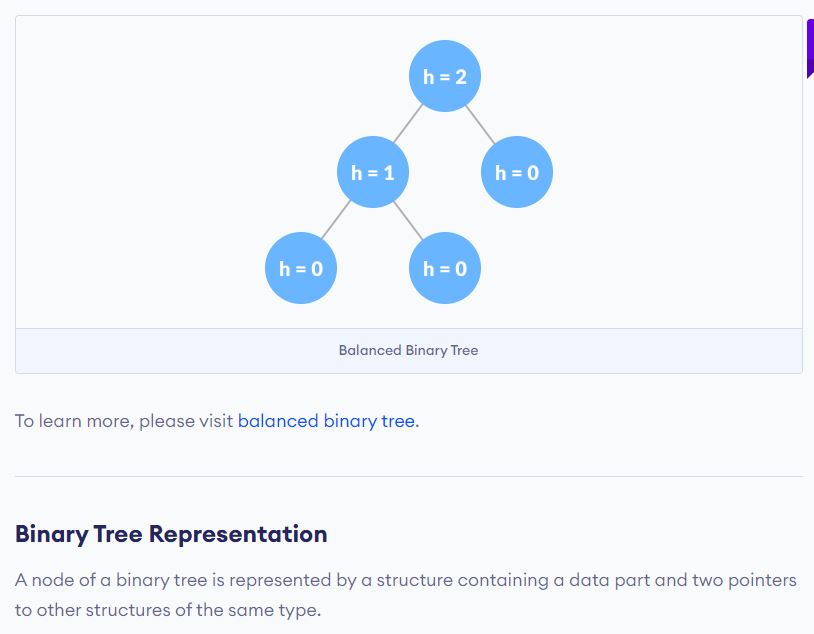 h = 2
h = 1
h = 0
h = 0
h = 0
Balanced Binary Tree
To learn more, please visit balanced binary tree.
Binary Tree Representation
A node of a binary tree is represented by a structure containing a data part and two pointers
to other structures of the same type.